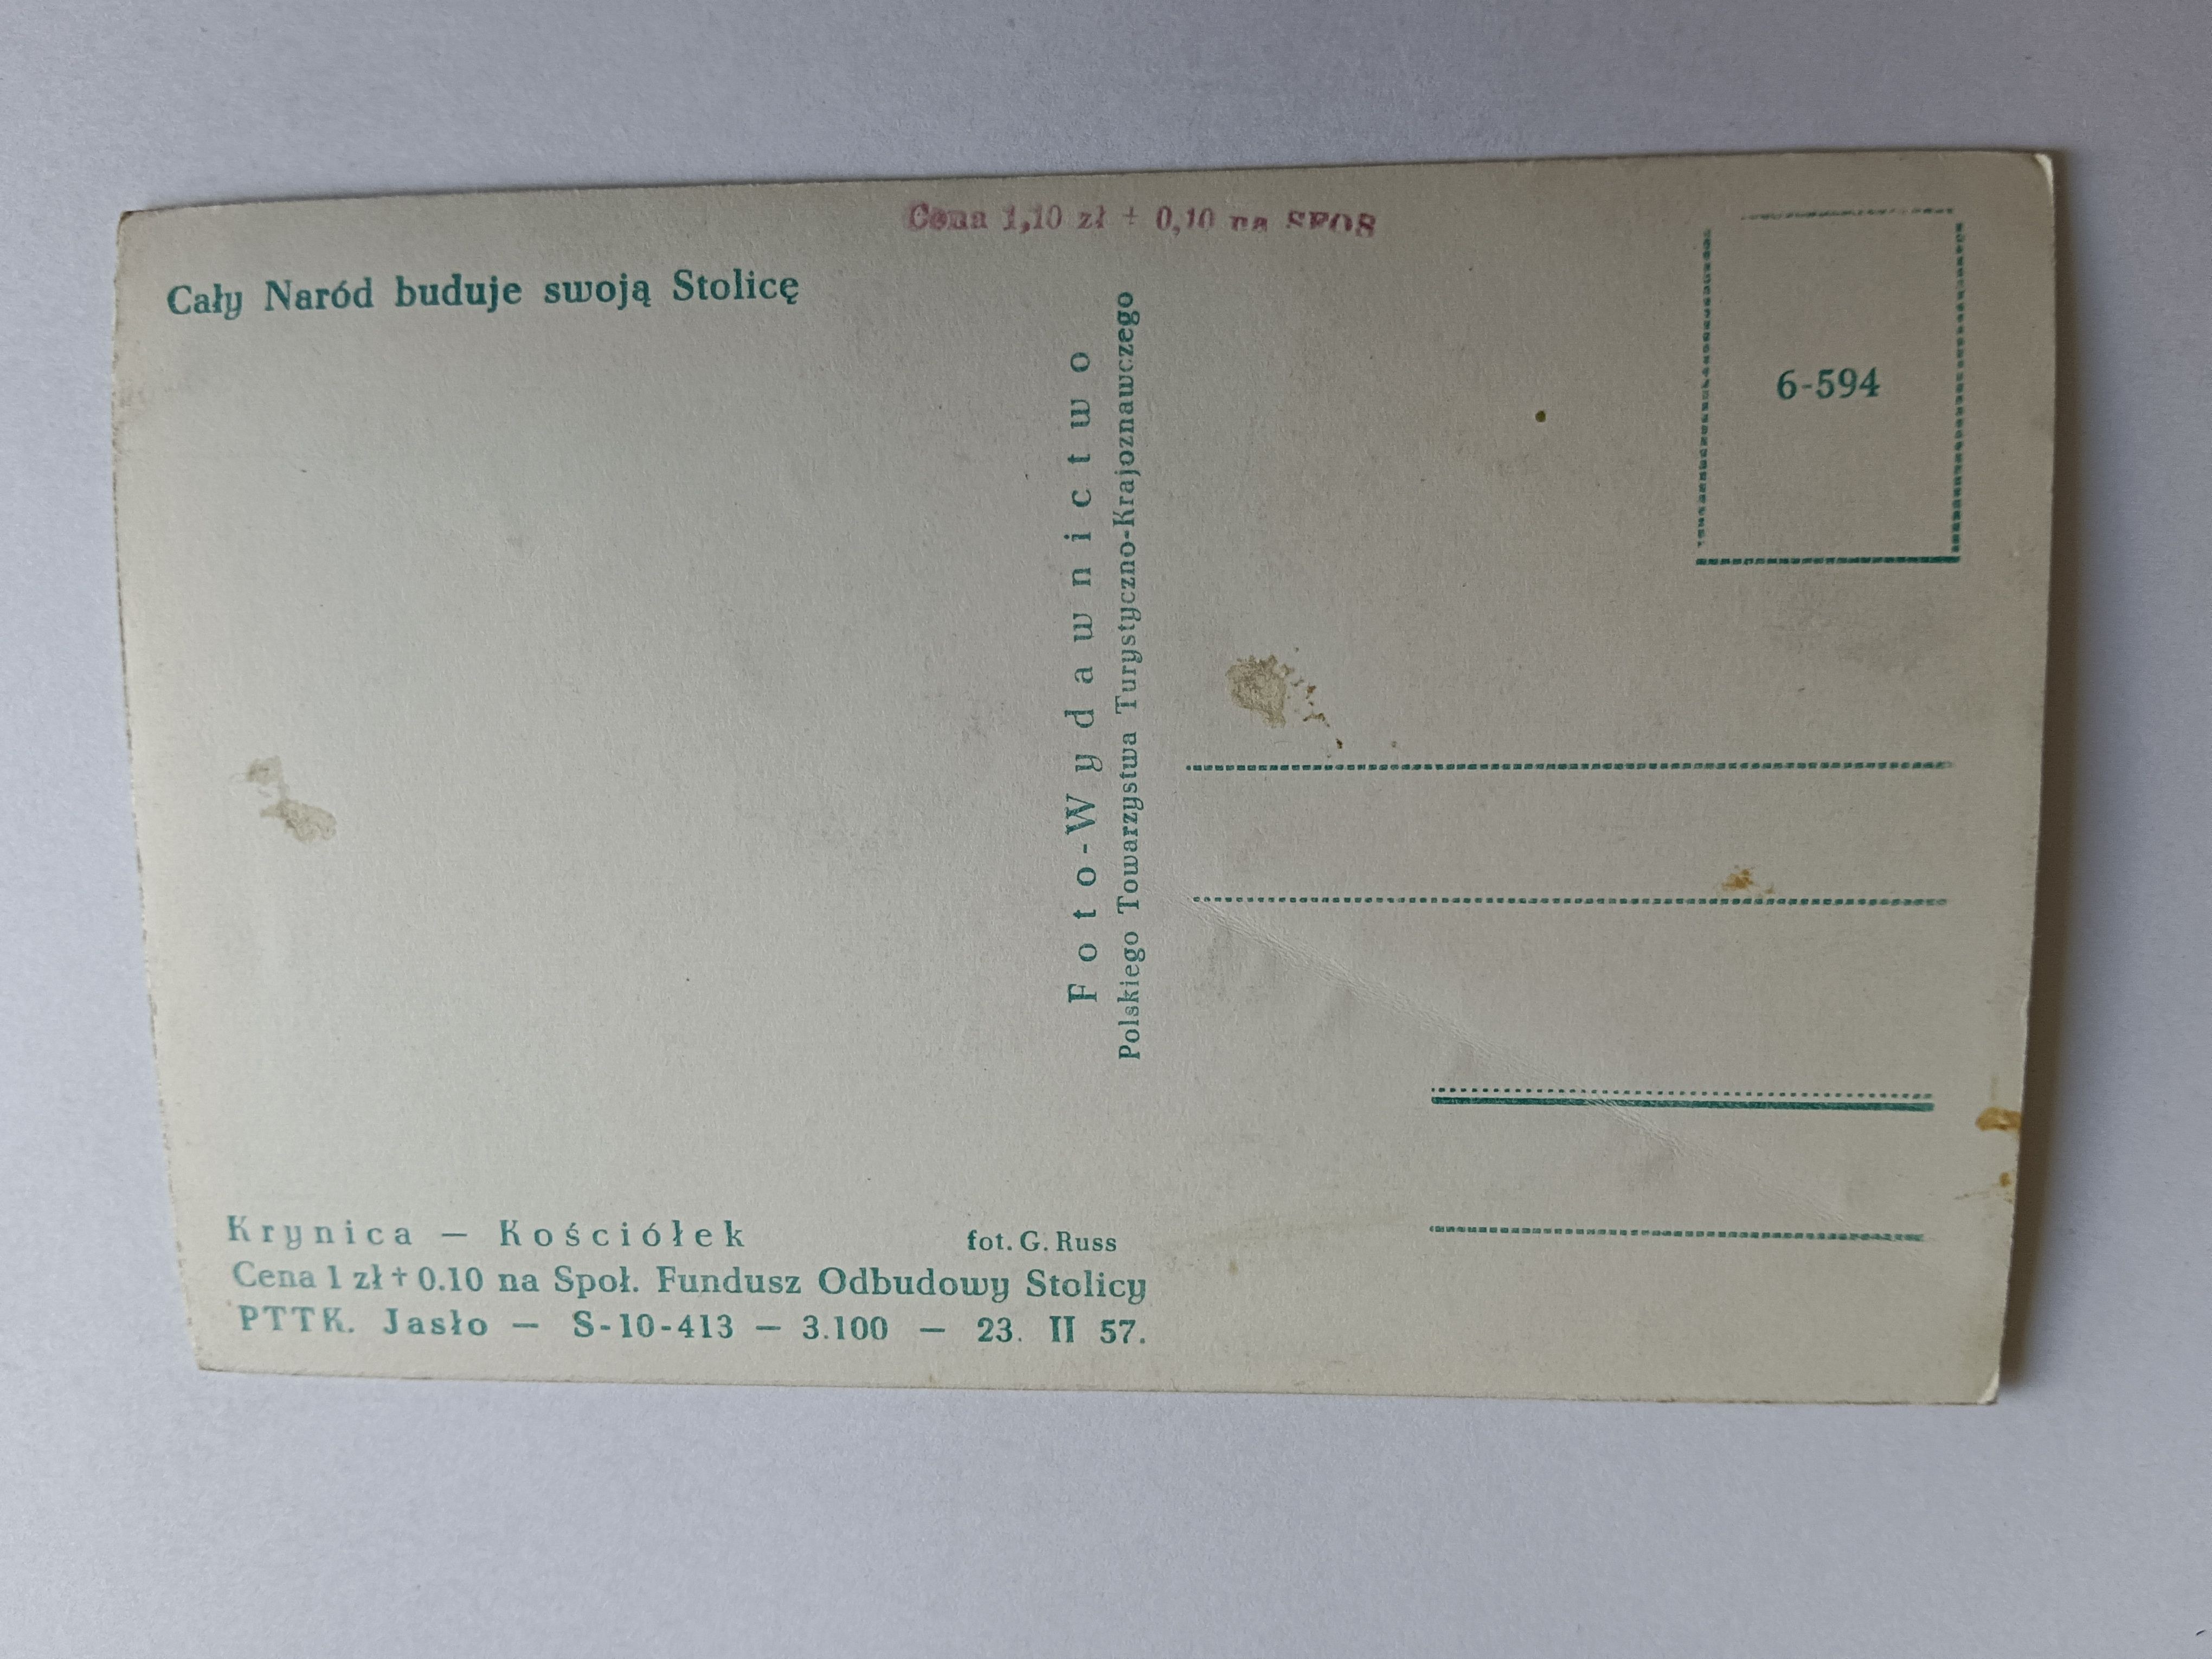 Cena 1,10 zł + 0,10 na SFOS
Cały Naród buduje swoją Stolicę
6-594
Foto-Wydawnictwo
Polskiego Towarzystwa Turystyczno-Krajoznawczego
Krynica — Kościółek fot. G. Russ
Cena 1 zł + 0.10 na Społ. Fundusz Odbudowy Stolicy
PTTK. Jasło — S-10-413 — 3.100 — 23. II 57.